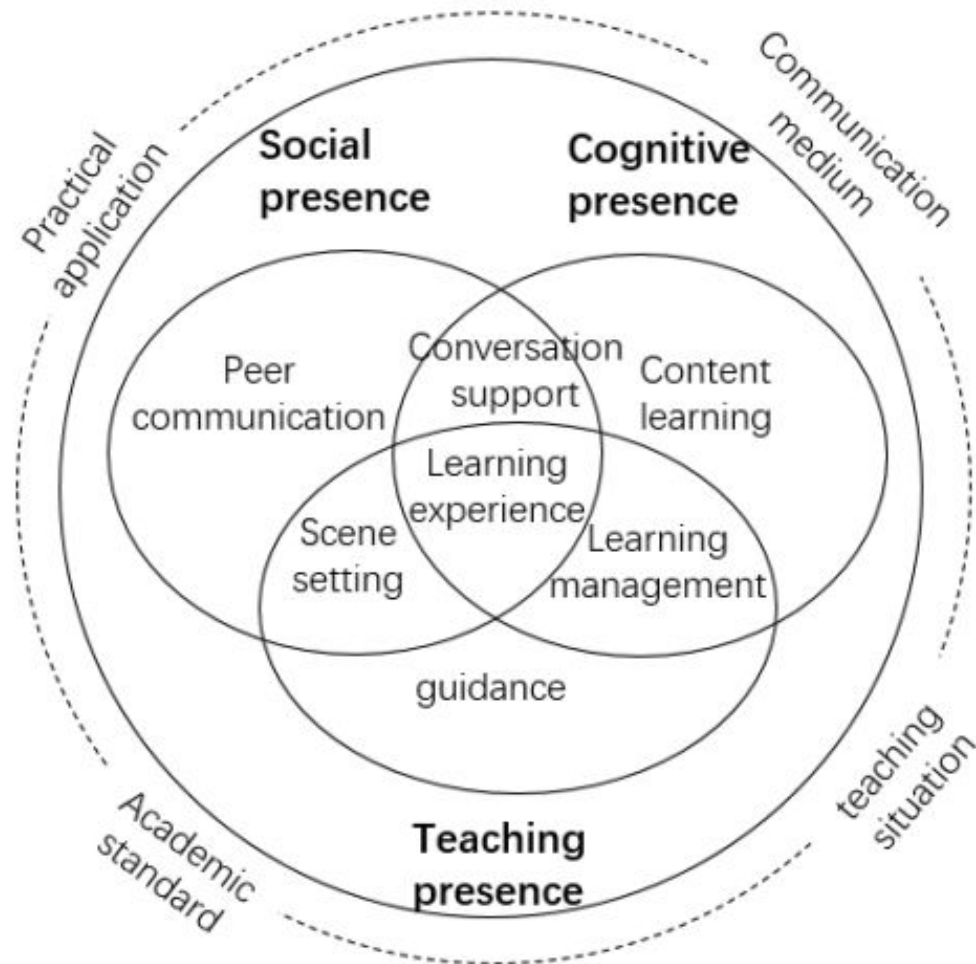 Practical
application
Communication
medium
Social
presence
Cognitive
presence
Peer
communication
Conversation
support
Content
learning
Learning
experience
Scene
setting
Learning
management
guidance
Teaching
presence
Academic
standard
teaching
situation